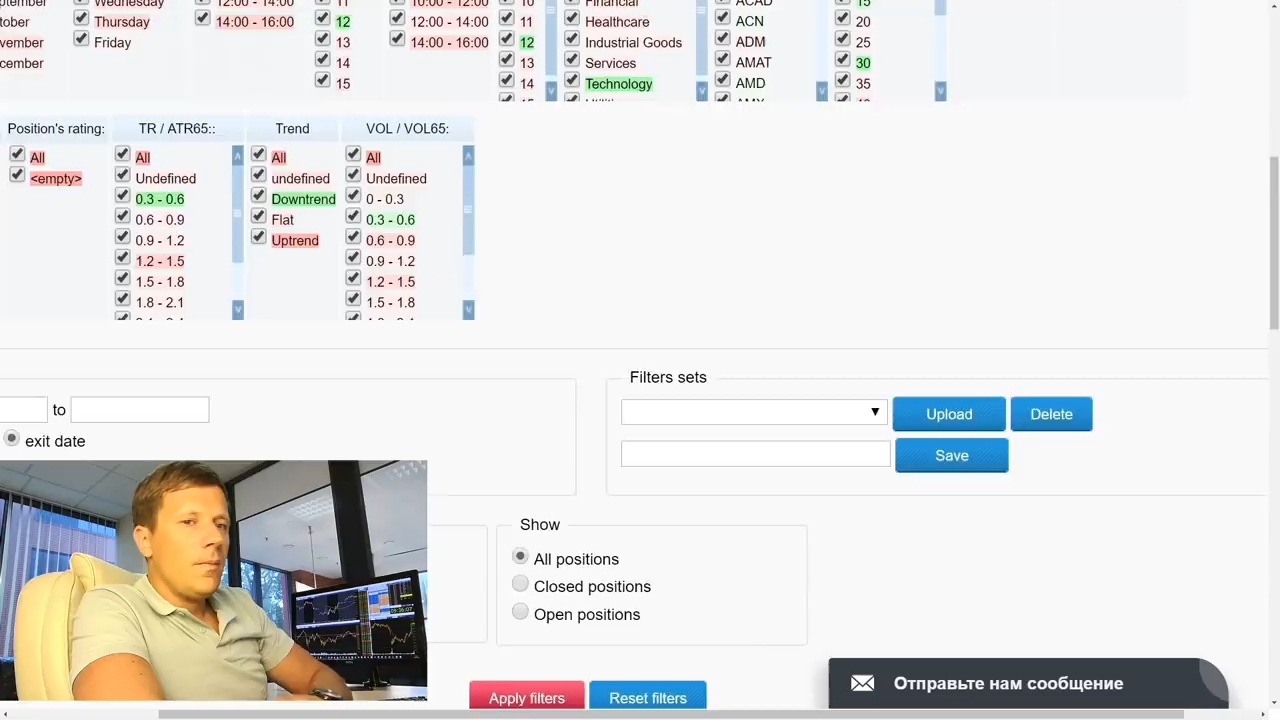 ptember Wednesday 12:00 - 14:00 11 10:00 - 12:00 10 Financial ACAD 15
tober Thursday 14:00 - 16:00 12 12:00 - 14:00 11 Healthcare ACN 20
vember Friday 13 14:00 - 16:00 12 Industrial Goods ADM 25
cember 14 13 Services AMAT 30
15 14 Technology AMD 35
Position's rating: TR / ATR65:: Trend VOL / VOL65:
All All All All
<empty> Undefined undefined Undefined
0.3 - 0.6 Downtrend 0 - 0.3
0.6 - 0.9 Flat 0.3 - 0.6
0.9 - 1.2 Uptrend 0.6 - 0.9
1.2 - 1.5 0.9 - 1.2
1.5 - 1.8 1.2 - 1.5
1.8 - 2.1 1.5 - 1.8
Filters sets
to Upload Delete
exit date
Save
Show
All positions
Closed positions
Open positions
Отправьте нам сообщение
Apply filters Reset filters